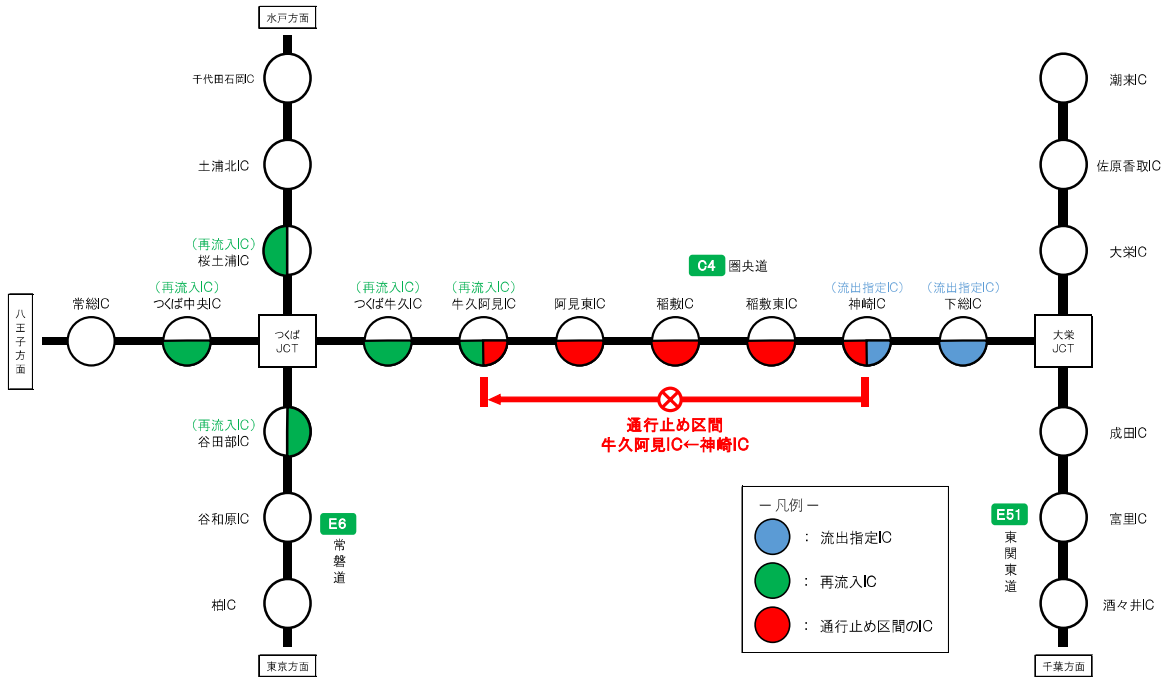 水戸方面
千代田石岡IC
土浦北IC
(再流入IC)
桜土浦IC
潮来IC
佐原香取IC
大栄IC
C4 圏央道
八王子方面
常総IC
(再流入IC)
つくば中央IC
つくば
JCT
(再流入IC)
つくば牛久IC
(再流入IC)
牛久阿見IC
阿見東IC
稲敷IC
稲敷東IC
(流出指定IC)
神崎IC
(流出指定IC)
下総IC
大栄
JCT
通行止め区間
牛久阿見IC←神崎IC
(再流入IC)
谷田部IC
谷和原IC
E6
常磐道
柏IC
東京方面
成田IC
E51
東関東道
富里IC
酒々井IC
千葉方面
－凡例－
： 流出指定IC
： 再流入IC
： 通行止め区間のIC